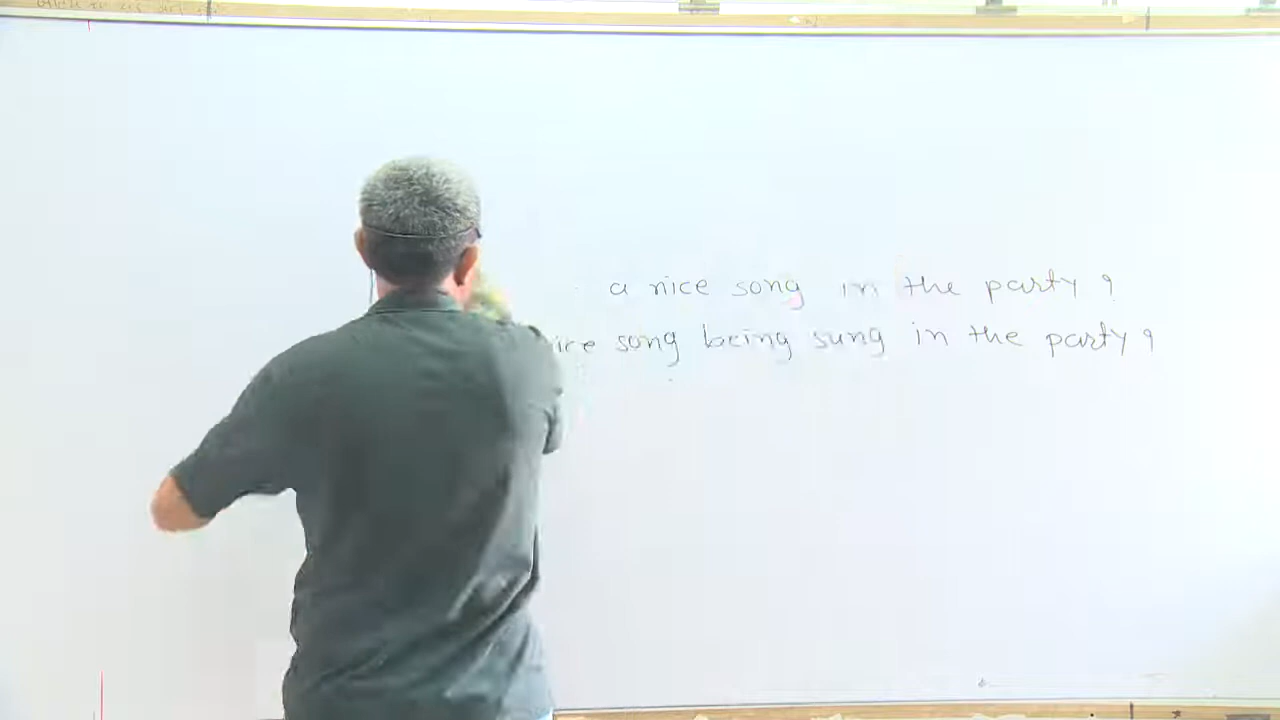 a nice song in the party ?
song being sung in the party ?